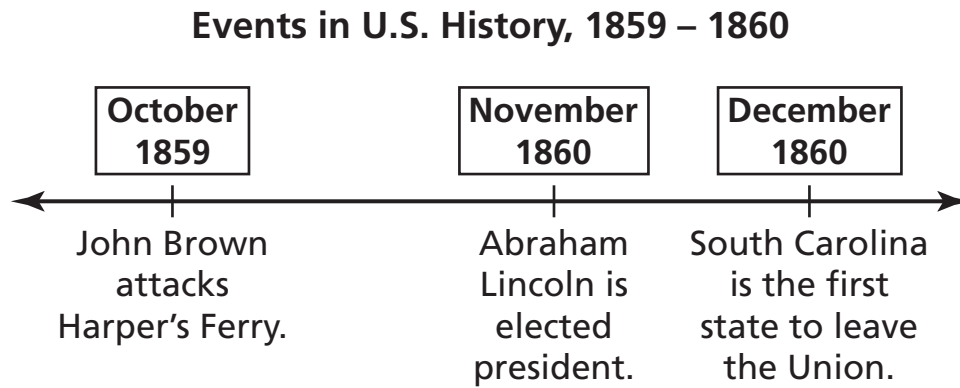 Events in U.S. History, 1859 – 1860
October
1859
November
1860
December
1860
John Brown
attacks
Harper's Ferry.
Abraham
Lincoln is
elected
president.
South Carolina
is the first
state to leave
the Union.